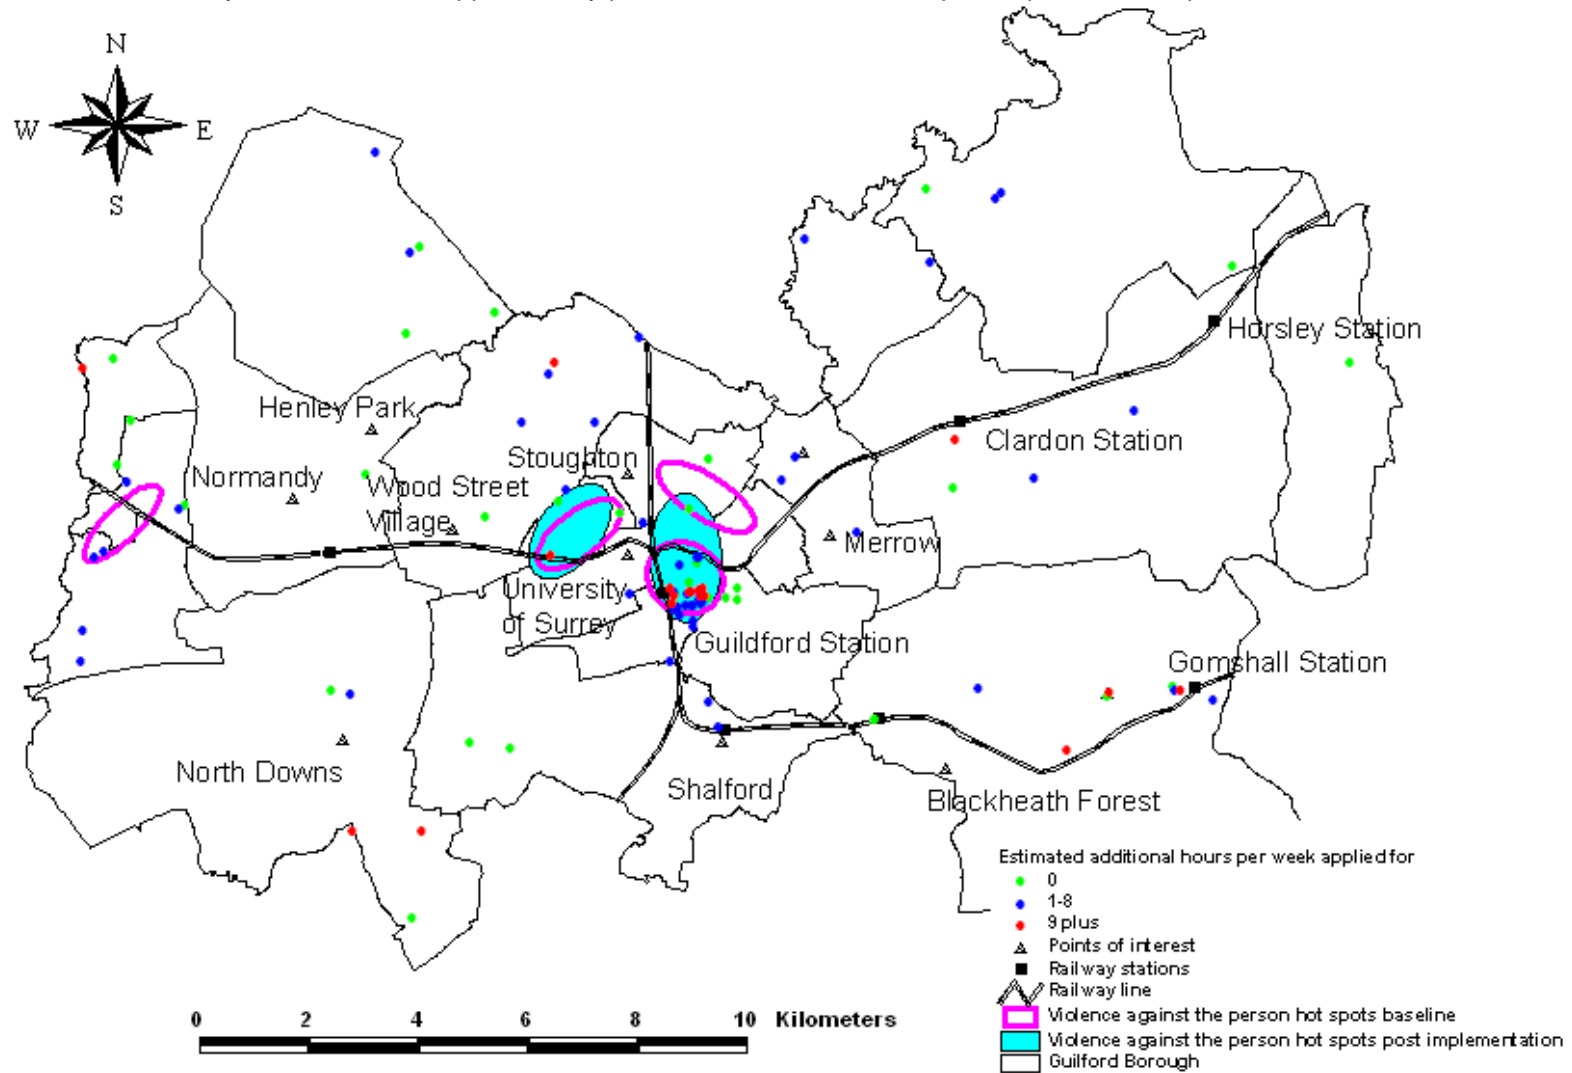 N
W E
S
Horsley Station
Henley Park
Clardon Station
Stoughton
Normandy
Wood Street
Village
Merrow
University
of Surrey
Guildford Station
Gomshall Station
North Downs
Shalford
Blackheath Forest
Estimated additional hours per week applied for
0
1-8
9 plus
Points of interest
Railway stations
Railway line
Violence against the person hot spots baseline
Violence against the person hot spots post implementation
Guilford Borough
0 2 4 6 8 10 Kilometers